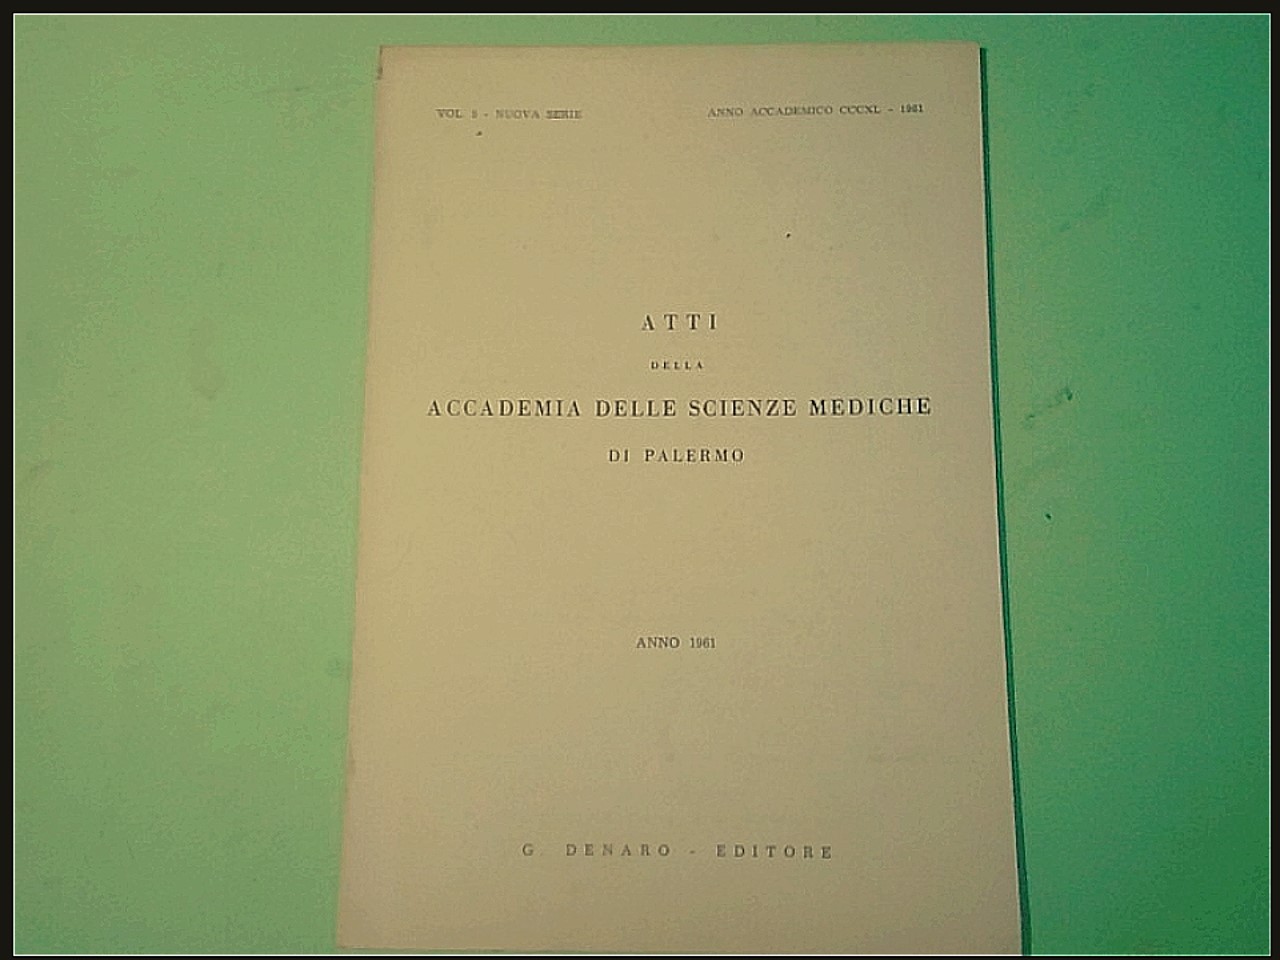 VOL 9 - NUOVA SERIE
ANNO ACCADEMICO CCCXL - 1961
ATTI
DELLA
ACCADEMIA DELLE SCIENZE MEDICHE
DI PALERMO
ANNO 1961
G. DENARO - EDITORE